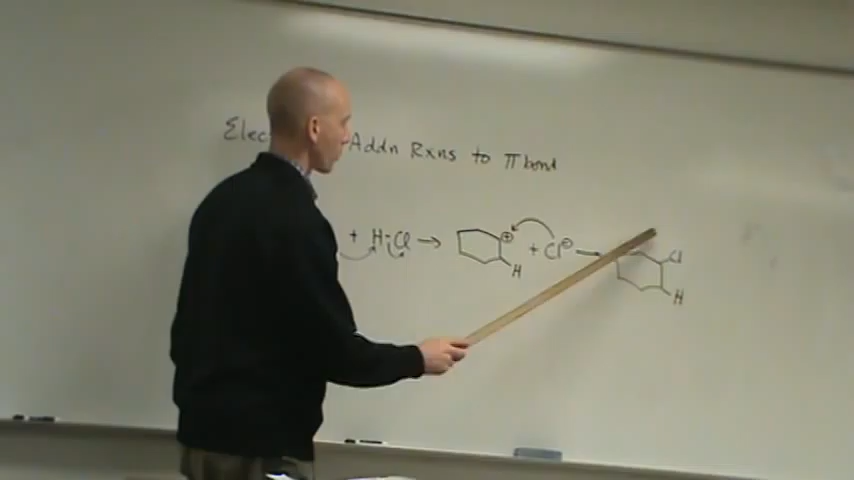 Elec Addn Rxns to π bond
+ H-Cl → ⊕ H + Cl⊖ → Cl H